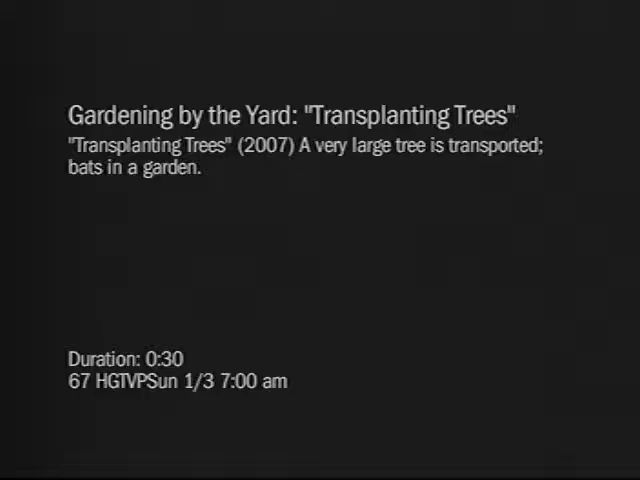 Gardening by the Yard: "Transplanting Trees"
"Transplanting Trees" (2007) A very large tree is transported;
bats in a garden.
Duration: 0:30
67 HGTVPSun 1/3 7:00 am